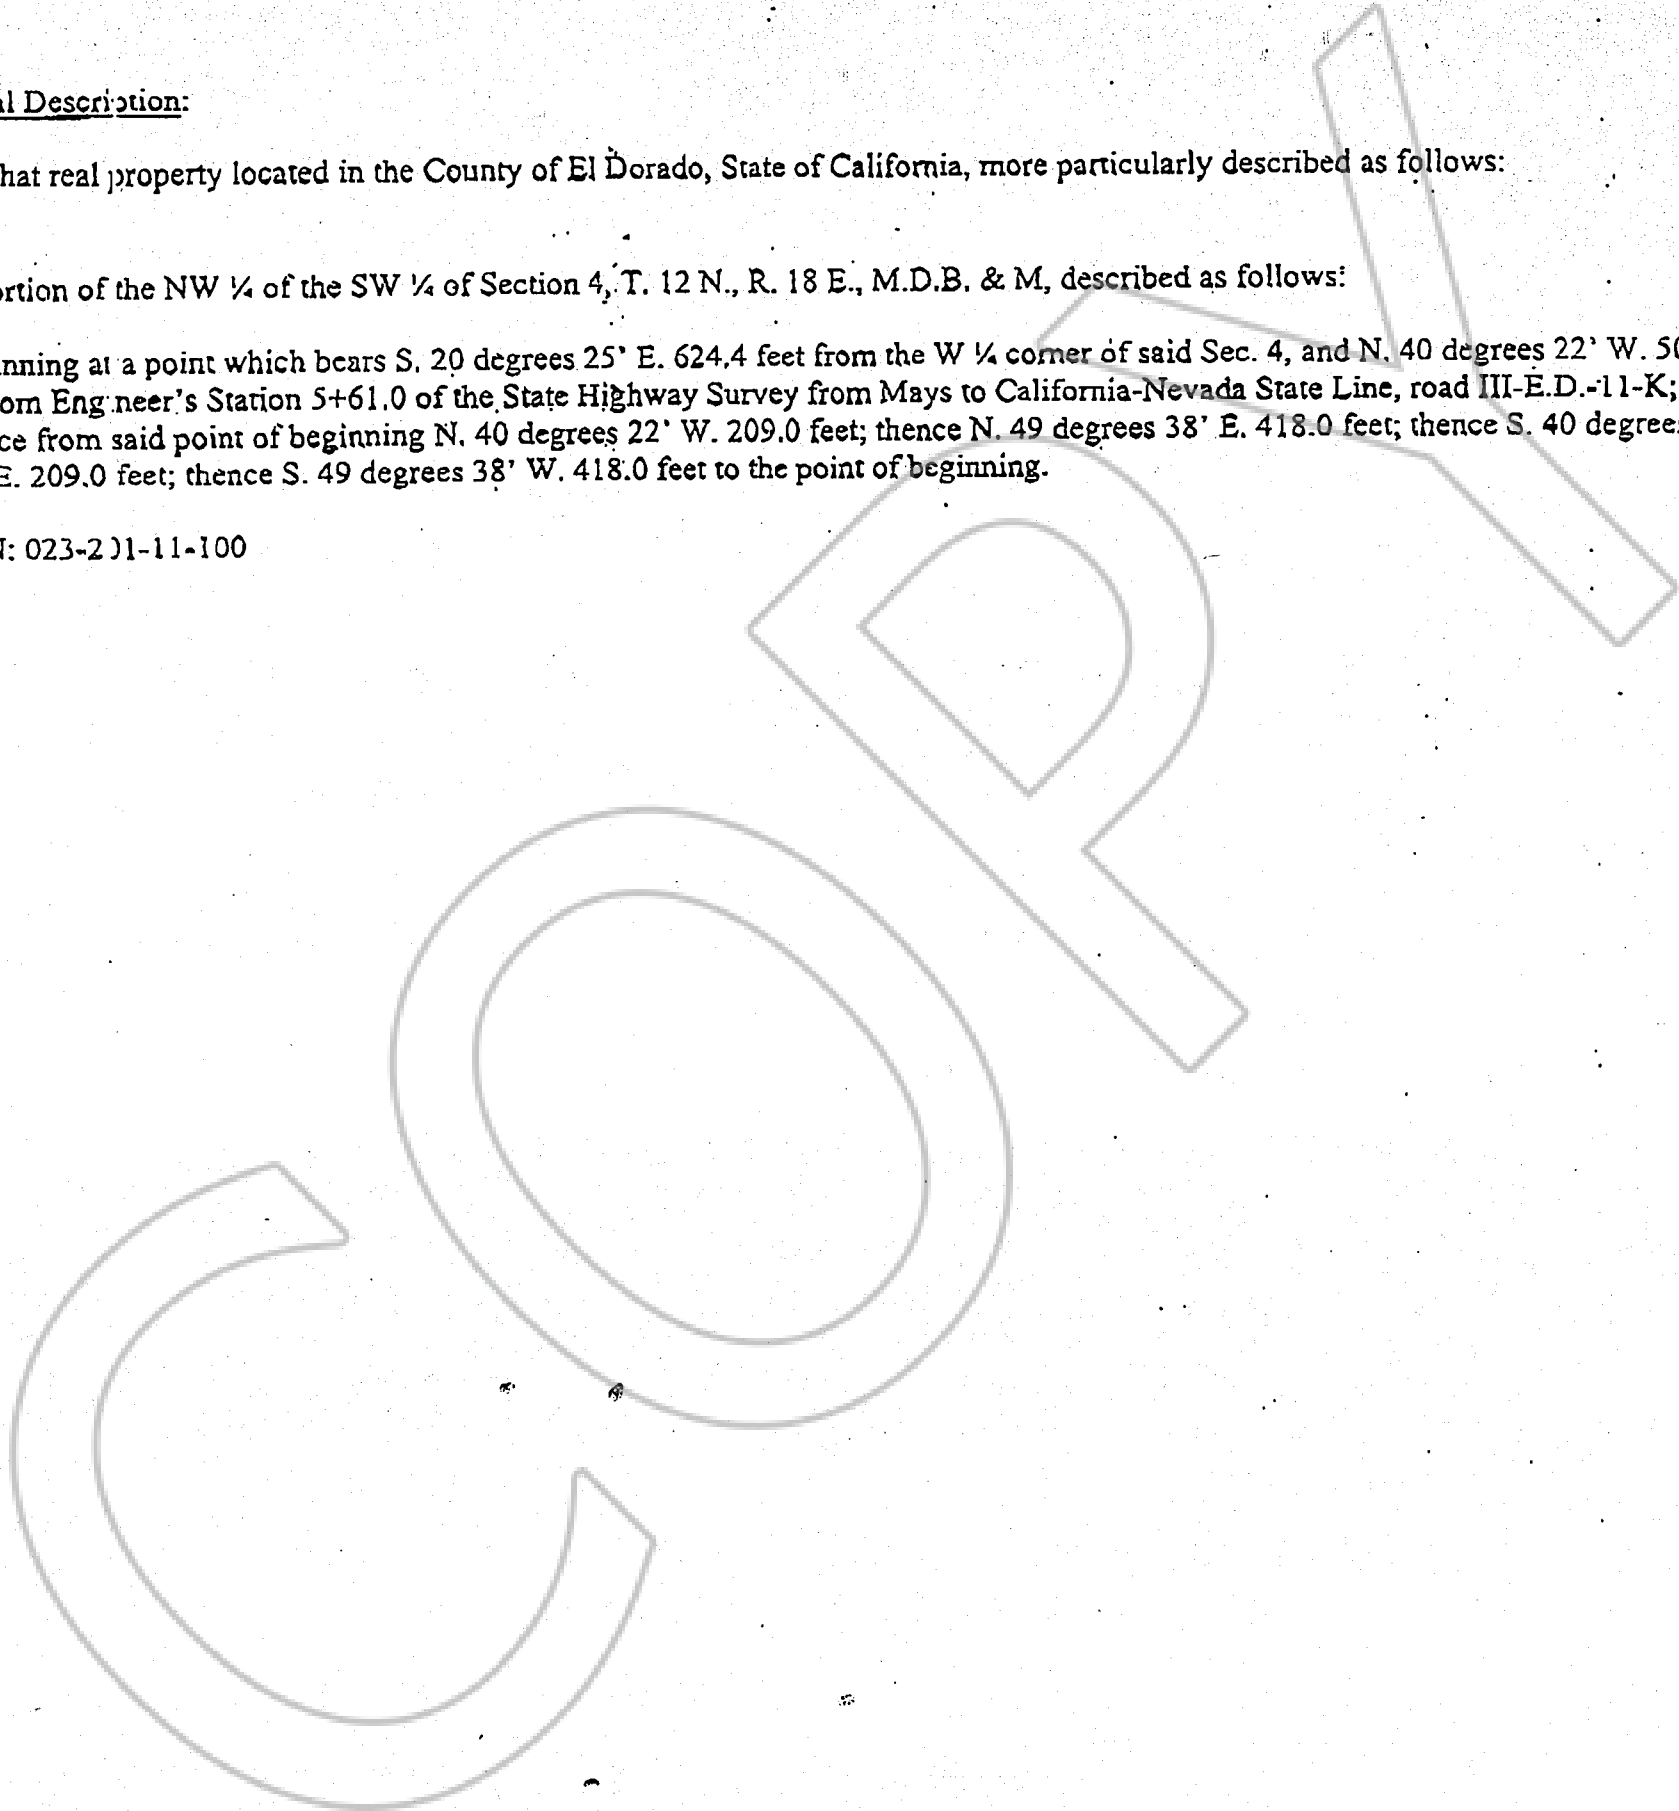 al Description:
hat real property located in the County of El Dorado, State of California, more particularly described as follows:
ortion of the NW ¼ of the SW ¼ of Section 4, T. 12 N., R. 18 E., M.D.B. & M, described as follows:
nning at a point which bears S. 20 degrees 25' E. 624.4 feet from the W ¼ corner of said Sec. 4, and N. 40 degrees 22' W. 50
om Engineer's Station 5+61.0 of the State Highway Survey from Mays to California-Nevada State Line, road III-E.D.-11-K;
ce from said point of beginning N. 40 degrees 22' W. 209.0 feet; thence N. 49 degrees 38' E. 418.0 feet; thence S. 40 degrees
E. 209.0 feet; thence S. 49 degrees 38' W. 418.0 feet to the point of beginning.
N: 023-201-11-100
COPY